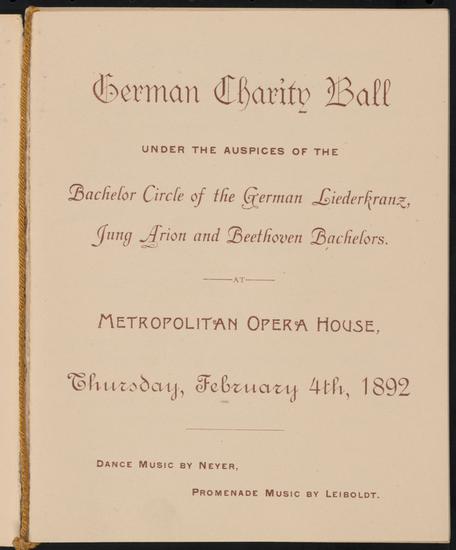 German Charity Ball
UNDER THE AUSPICES OF THE
Bachelor Circle of the German Liederkranz,
Jung Arion and Beethoven Bachelors.
AT
METROPOLITAN OPERA HOUSE,
Thursday, February 4th, 1892
DANCE MUSIC BY NEYER,
PROMENADE MUSIC BY LEIBOLDT.